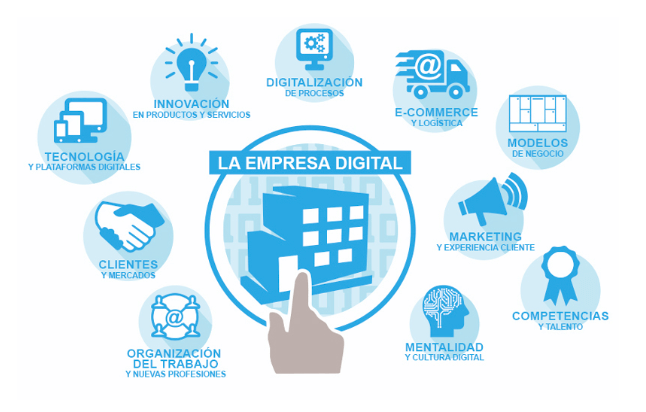 DIGITALIZACIÓN
DE PROCESOS
INNOVACIÓN
EN PRODUCTOS Y SERVICIOS
E-COMMERCE
Y LOGÍSTICA
TECNOLOGÍA
Y PLATAFORMAS DIGITALES
MODELOS
DE NEGOCIO
LA EMPRESA DIGITAL
CLIENTES
Y MERCADOS
MARKETING
Y EXPERIENCIA CLIENTE
ORGANIZACIÓN
DEL TRABAJO
Y NUEVAS PROFESIONES
MENTALIDAD
Y CULTURA DIGITAL
COMPETENCIAS
Y TALENTO